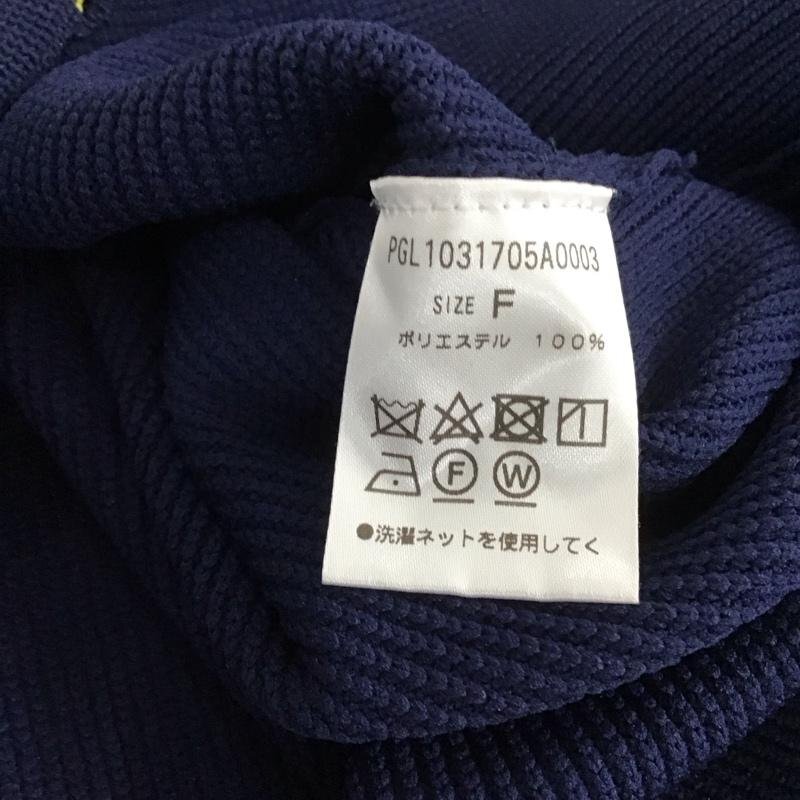 PGL1031705A0003
SIZE F
ポリエステル 100%
F W
●洗濯ネットを使用してく